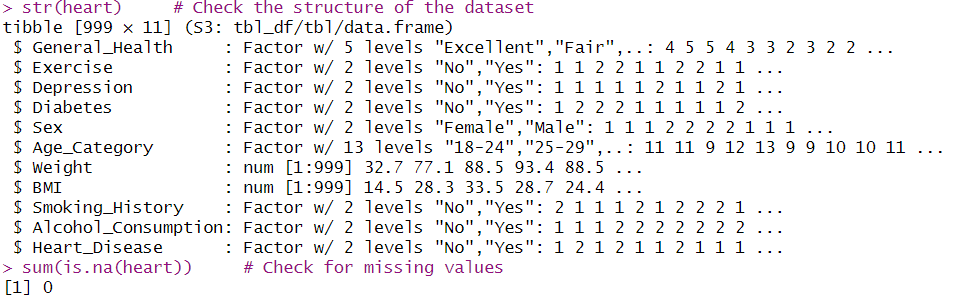 > str(heart)     # Check the structure of the dataset
tibble [999 × 11] (S3: tbl_df/tbl/data.frame)
 $ General_Health     : Factor w/ 5 levels "Excellent","Fair",..: 4 5 5 4 3 3 2 3 2 2 ...
 $ Exercise           : Factor w/ 2 levels "No","Yes": 1 1 2 2 1 1 2 2 1 1 ...
 $ Depression         : Factor w/ 2 levels "No","Yes": 1 1 1 1 1 2 1 1 2 1 ...
 $ Diabetes           : Factor w/ 2 levels "No","Yes": 1 2 2 2 1 1 1 1 1 2 ...
 $ Sex                : Factor w/ 2 levels "Female","Male": 1 1 1 2 2 2 2 1 1 1 ...
 $ Age_Category       : Factor w/ 13 levels "18-24","25-29",..: 11 11 9 12 13 9 9 10 10 11 ...
 $ Weight             : num [1:999] 32.7 77.1 88.5 93.4 88.5 ...
 $ BMI                : num [1:999] 14.5 28.3 33.5 28.7 24.4 ...
 $ Smoking_History    : Factor w/ 2 levels "No","Yes": 2 1 1 1 2 1 2 2 2 1 ...
 $ Alcohol_Consumption: Factor w/ 2 levels "No","Yes": 1 1 1 2 2 2 2 2 2 2 ...
 $ Heart_Disease      : Factor w/ 2 levels "No","Yes": 1 2 1 2 1 1 2 1 1 1 ...
> sum(is.na(heart))     # Check for missing values
[1] 0